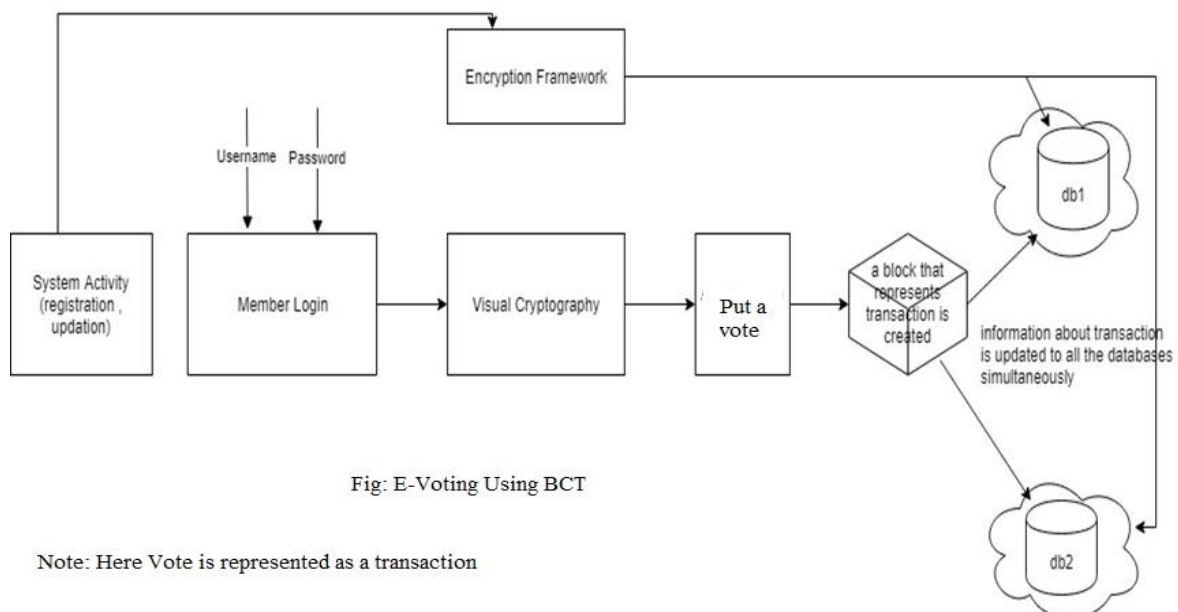 Encryption Framework
Username
Password
db1
System Activity
(registration ,
updation)
Member Login
Visual Cryptography
Put a
vote
a block that
represents
transaction is
created
information about transaction
is updated to all the databases
simultaneously
Fig: E-Voting Using BCT
db2
Note: Here Vote is represented as a transaction